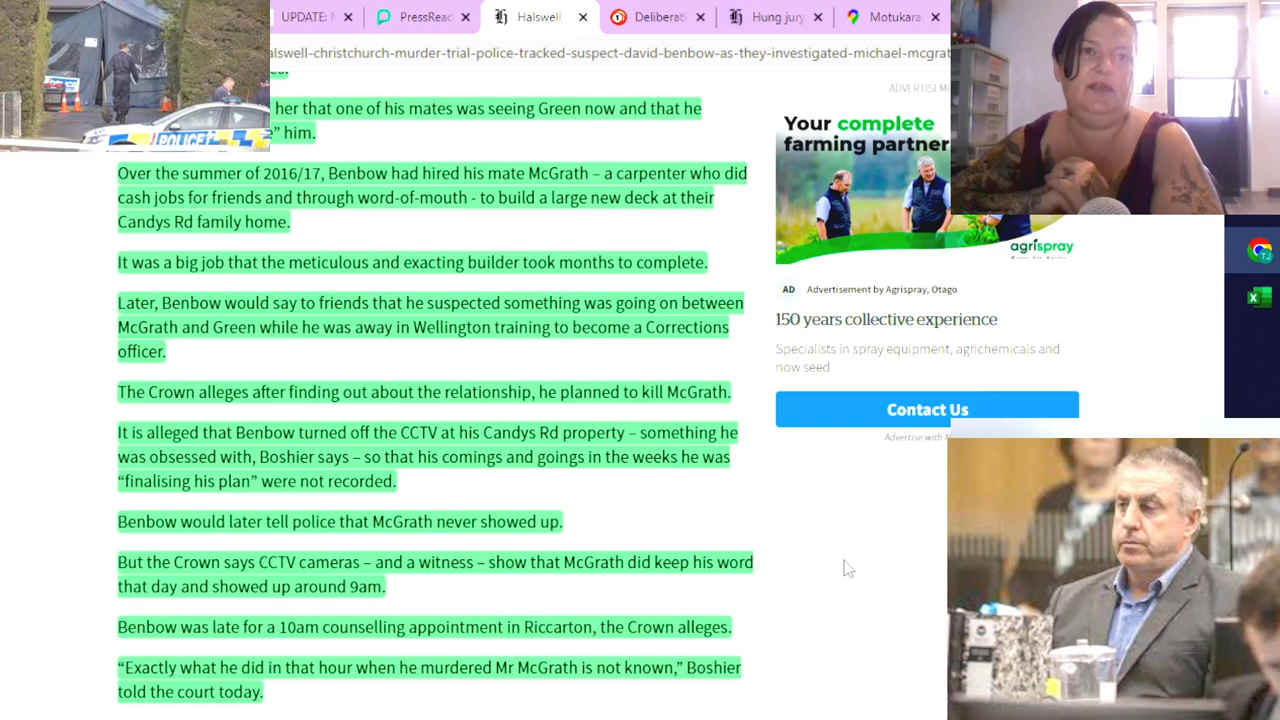 UPDATE:
PressRea
Halswell,
Deliberati
Hung jury
Motukara
alswell-christchurch-murder-trial-police-tracked-suspect-david-benbow-as-they-investigated-michael-mcgrat
her that one of his mates was seeing Green now and that he
” him.
Over the summer of 2016/17, Benbow had hired his mate McGrath – a carpenter who did
cash jobs for friends and through word-of-mouth - to build a large new deck at their
Candys Rd family home.
It was a big job that the meticulous and exacting builder took months to complete.
Later, Benbow would say to friends that he suspected something was going on between
McGrath and Green while he was away in Wellington training to become a Corrections
officer.
The Crown alleges after finding out about the relationship, he planned to kill McGrath.
It is alleged that Benbow turned off the CCTV at his Candys Rd property – something he
was obsessed with, Boshier says – so that his comings and goings in the weeks he was
“finalising his plan” were not recorded.
Benbow would later tell police that McGrath never showed up.
But the Crown says CCTV cameras – and a witness – show that McGrath did keep his word
that day and showed up around 9am.
Benbow was late for a 10am counselling appointment in Riccarton, the Crown alleges.
“Exactly what he did in that hour when he murdered Mr McGrath is not known,” Boshier
told the court today.
ADVERTISEM
Your complete
farming partner
agrispray
AD Advertisement by Agrispray, Otago
150 years collective experience
Specialists in spray equipment, agrichemicals and
now seed
Contact Us
Advertise with
POLICE
TJ